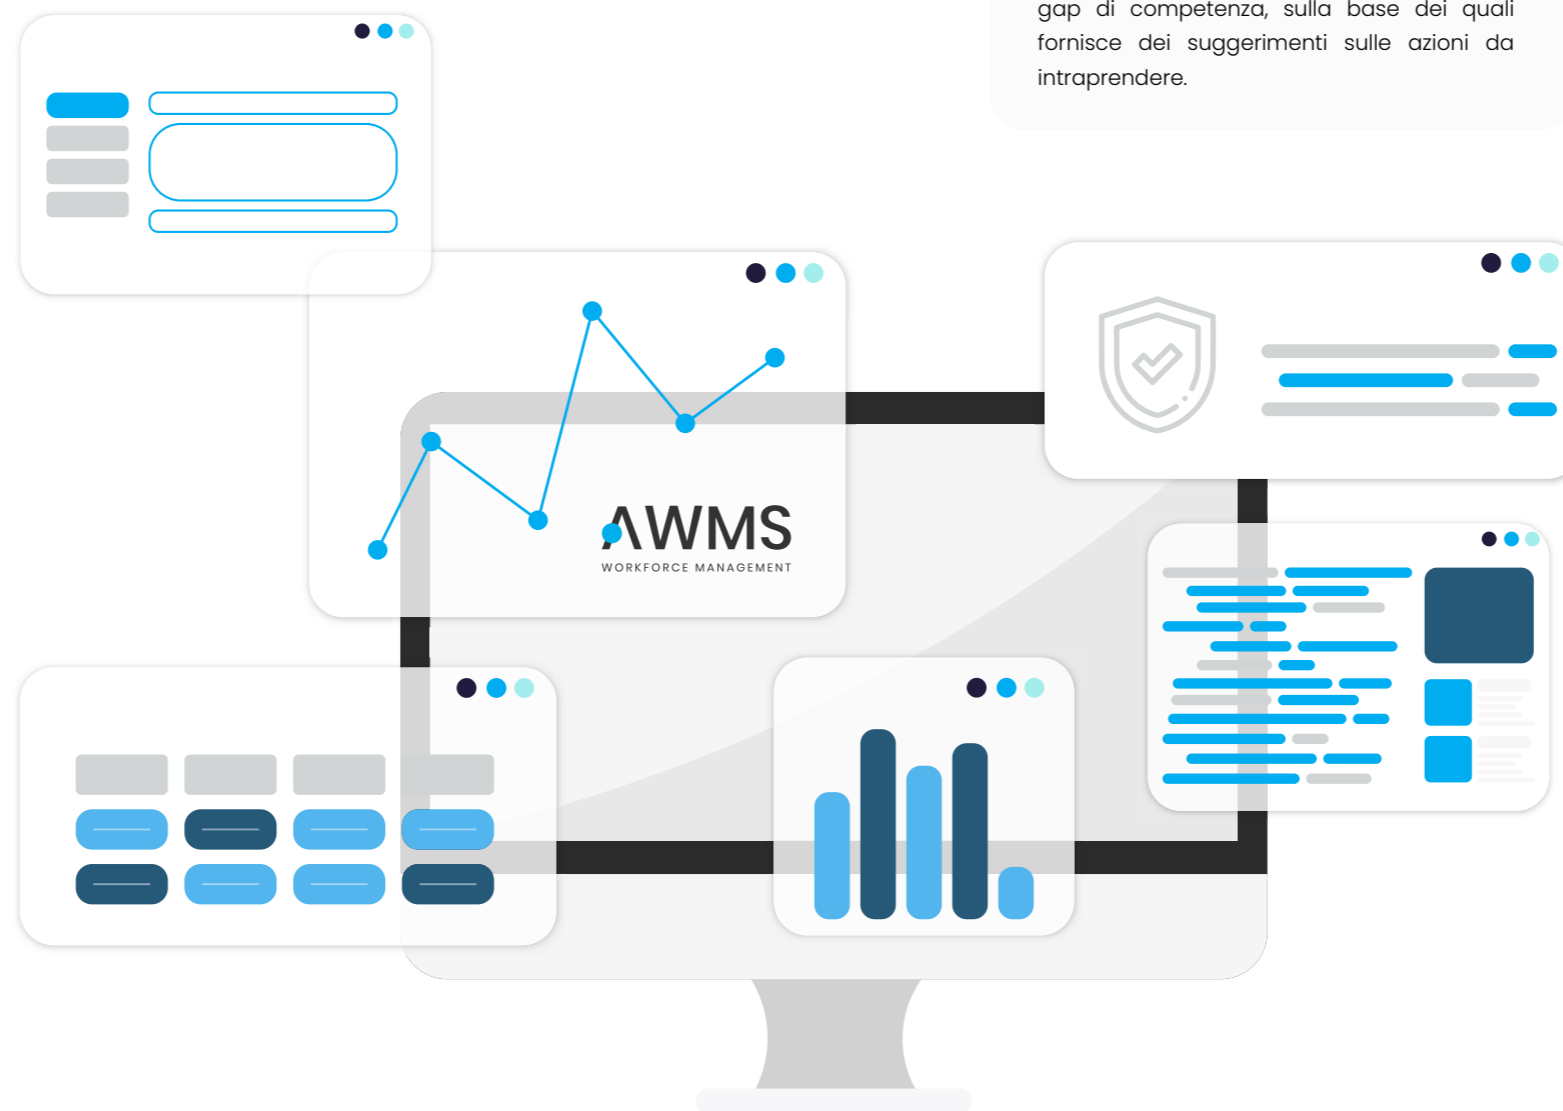 gap di competenza, sulla base dei quali
fornisce dei suggerimenti sulle azioni da
intraprendere.
AWMS
WORKFORCE MANAGEMENT